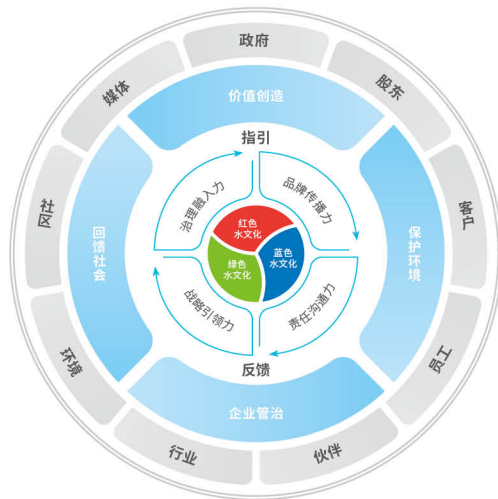 政府
媒体
股东
价值创造
指引
治理融入力
品牌传播力
社区
客户
回馈社会
保护环境
红色
水文化
绿色
水文化
蓝色
水文化
战略引领力
责任沟通力
环境
员工
反馈
企业管治
行业
伙伴